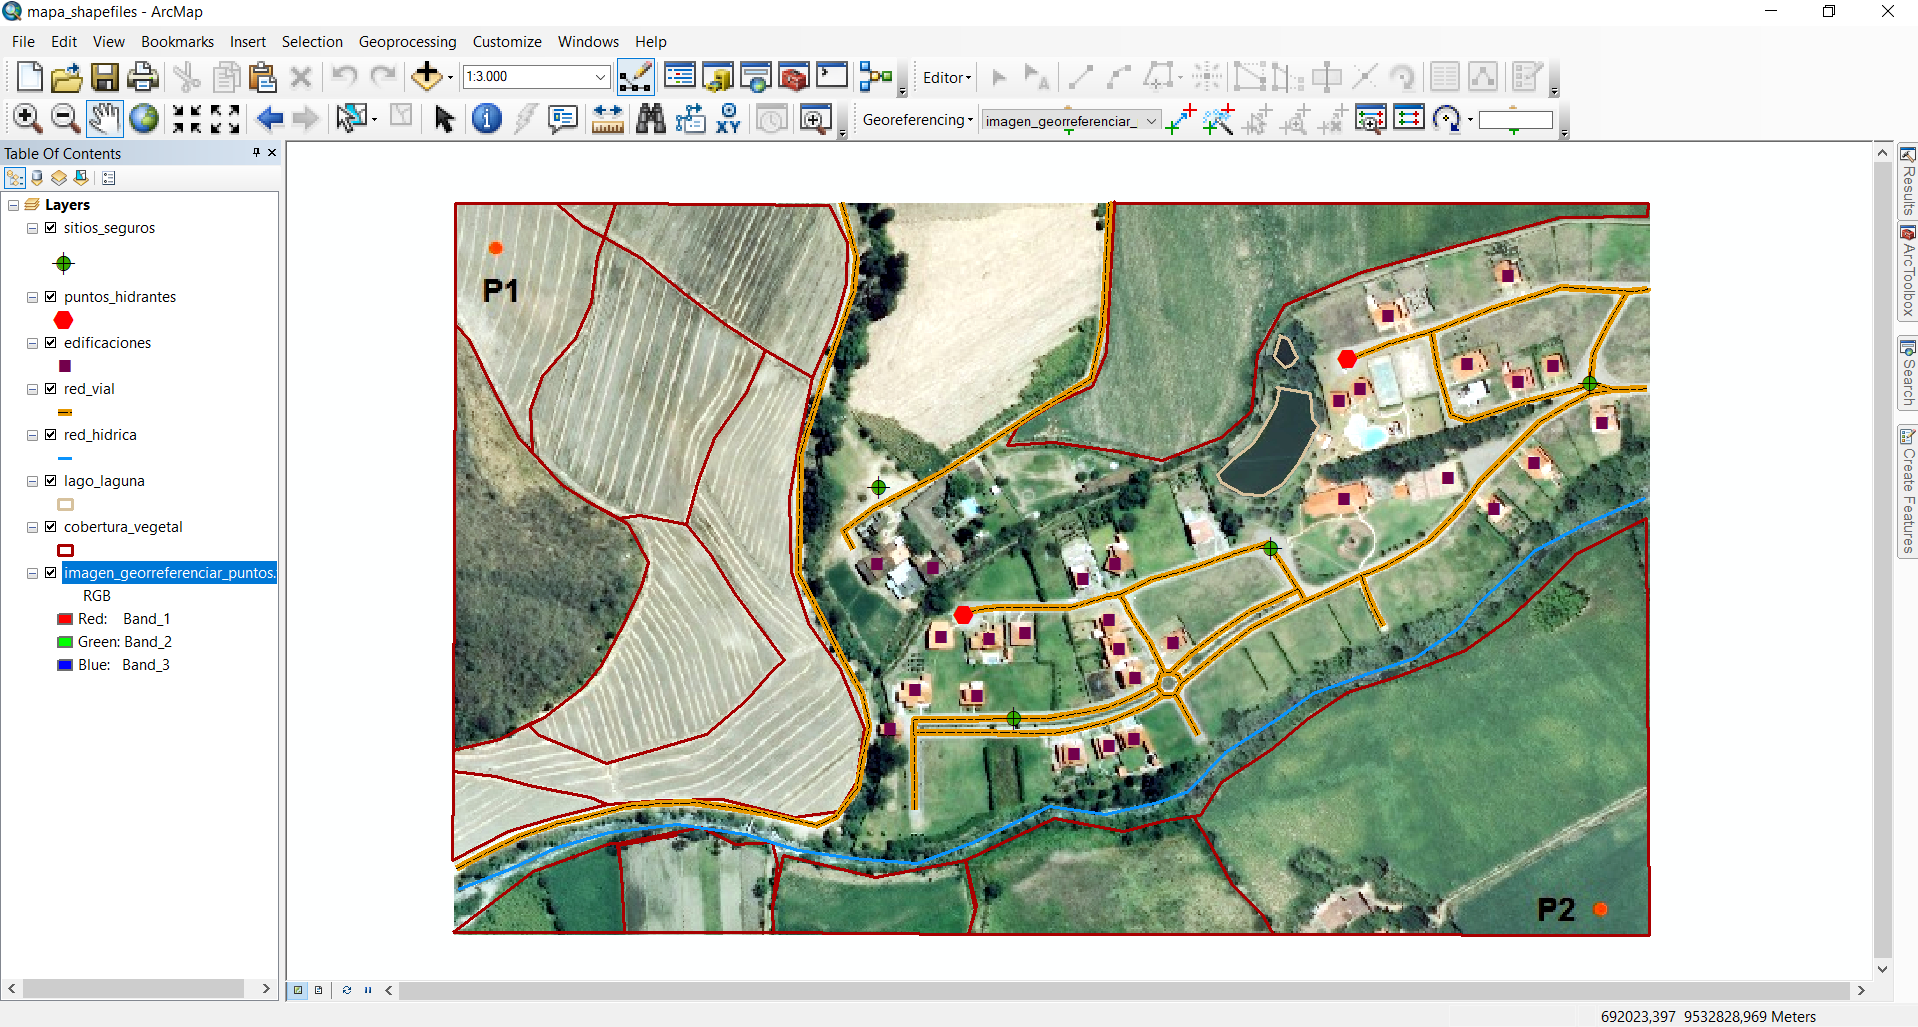 mapa_shapefiles - ArcMap
File Edit View Bookmarks Insert Selection Geoprocessing Customize Windows Help
1:3.000
Editor
Georeferencing
imagen_georreferenciar_
XY
Table Of Contents
Layers
sitios_seguros
puntos_hidrantes
edificaciones
red_vial
red_hidrica
lago_laguna
cobertura_vegetal
imagen_georreferenciar_puntos.
RGB
Red: Band_1
Green: Band_2
Blue: Band_3
P1
P2
Results
ArcToolbox
Search
Create Features
692023,397 9532828,969 Meters